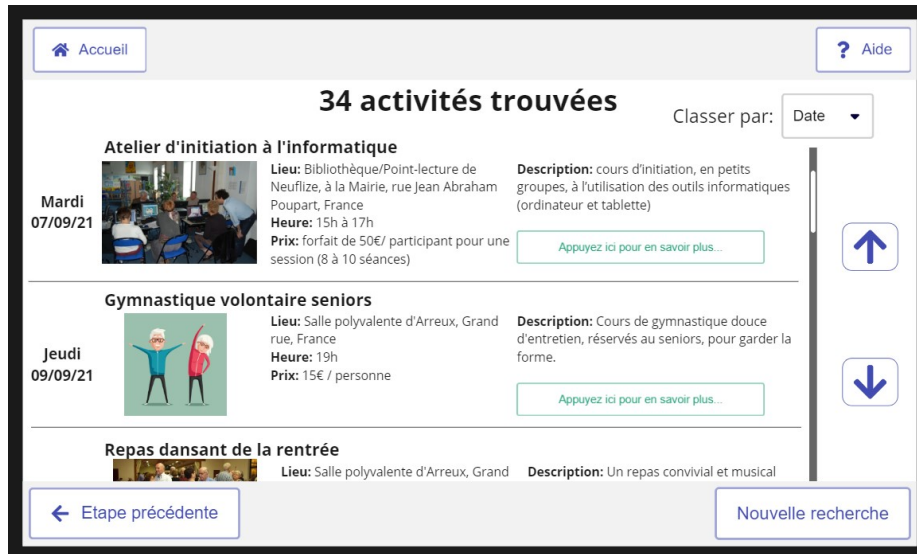 Accueil
? Aide
34 activités trouvées
Classer par: Date
Atelier d'initiation à l'informatique
Mardi
07/09/21
Lieu: Bibliothèque/Point-lecture de
Neuflize, à la Mairie, rue Jean Abraham
Poupart, France
Heure: 15h à 17h
Prix: forfait de 50€/ participant pour une
session (8 à 10 séances)
Description: cours d'initiation, en petits
groupes, à l'utilisation des outils informatiques
(ordinateur et tablette)
Appuyez ici pour en savoir plus...
Gymnastique volontaire seniors
Jeudi
09/09/21
Lieu: Salle polyvalente d'Arreux, Grand
rue, France
Heure: 19h
Prix: 15€ / personne
Description: Cours de gymnastique douce
d'entretien, réservés au seniors, pour garder la
forme.
Appuyez ici pour en savoir plus...
Repas dansant de la rentrée
Lieu: Salle polyvalente d'Arreux, Grand
Description: Un repas convivial et musical
Etape précédente
Nouvelle recherche